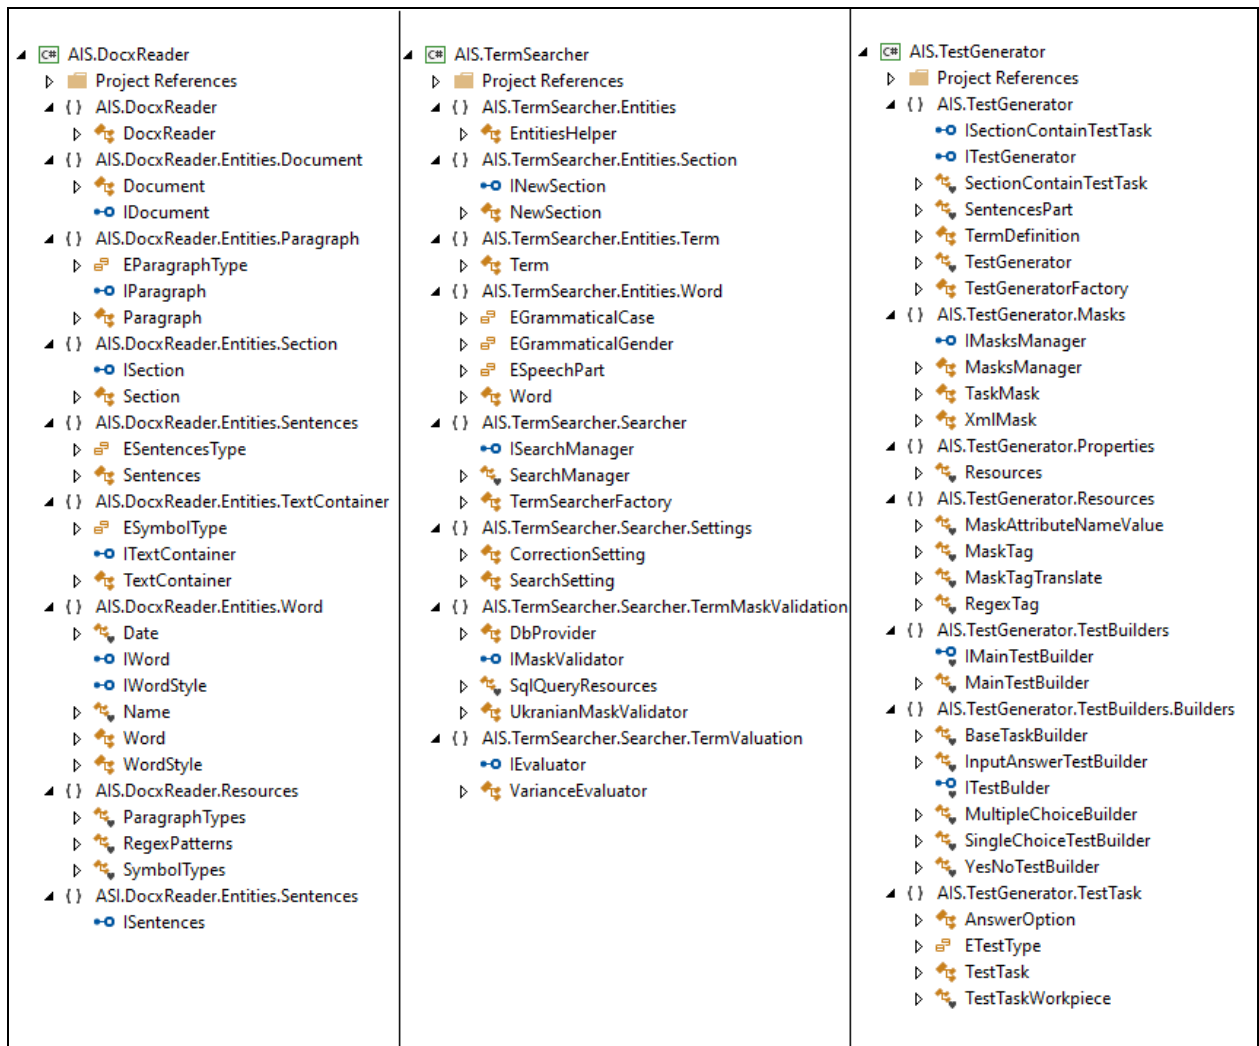 C# AIS.DocxReader
Project References
{ } AIS.DocxReader
DocxReader
{ } AIS.DocxReader.Entities.Document
Document
IDocument
{ } AIS.DocxReader.Entities.Paragraph
EParagraphType
IParagraph
Paragraph
{ } AIS.DocxReader.Entities.Section
ISection
Section
{ } AIS.DocxReader.Entities.Sentences
ESentencesType
Sentences
{ } AIS.DocxReader.Entities.TextContainer
ESymbolType
ITextContainer
TextContainer
{ } AIS.DocxReader.Entities.Word
Date
IWord
IWordStyle
Name
Word
WordStyle
{ } AIS.DocxReader.Resources
ParagraphTypes
RegexPatterns
SymbolTypes
{ } ASI.DocxReader.Entities.Sentences
ISentences
C# AIS.TermSearcher
Project References
{ } AIS.TermSearcher.Entities
EntitiesHelper
{ } AIS.TermSearcher.Entities.Section
INewSection
NewSection
{ } AIS.TermSearcher.Entities.Term
Term
{ } AIS.TermSearcher.Entities.Word
EGrammaticalCase
EGrammaticalGender
ESpeechPart
Word
{ } AIS.TermSearcher.Searcher
ISearchManager
SearchManager
TermSearcherFactory
{ } AIS.TermSearcher.Searcher.Settings
CorrectionSetting
SearchSetting
{ } AIS.TermSearcher.Searcher.TermMaskValidation
DbProvider
IMaskValidator
SqlQueryResources
UkranianMaskValidator
{ } AIS.TermSearcher.Searcher.TermValuation
IEvaluator
VarianceEvaluator
C# AIS.TestGenerator
Project References
{ } AIS.TestGenerator
ISectionContainTestTask
ITestGenerator
SectionContainTestTask
SentencesPart
TermDefinition
TestGenerator
TestGeneratorFactory
{ } AIS.TestGenerator.Masks
IMasksManager
MasksManager
TaskMask
XmlMask
{ } AIS.TestGenerator.Properties
Resources
{ } AIS.TestGenerator.Resources
MaskAttributeNameValue
MaskTag
MaskTagTranslate
RegexTag
{ } AIS.TestGenerator.TestBuilders
IMainTestBuilder
MainTestBuilder
{ } AIS.TestGenerator.TestBuilders.Builders
BaseTaskBuilder
InputAnswerTestBuilder
ITestBulder
MultipleChoiceBuilder
SingleChoiceTestBuilder
YesNoTestBuilder
{ } AIS.TestGenerator.TestTask
AnswerOption
ETestType
TestTask
TestTaskWorkpiece